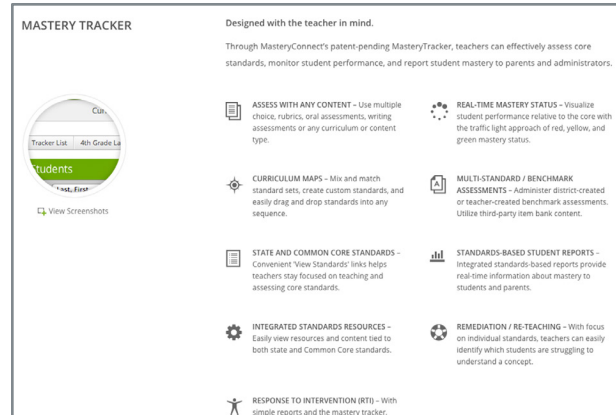 MASTERY TRACKER
Designed with the teacher in mind.
Through MasteryConnect's patent-pending MasteryTracker, teachers can effectively assess core
standards, monitor student performance, and report student mastery to parents and administrators.
Tracker List
4th Grade La
Students
Last, First
View Screenshots
ASSESS WITH ANY CONTENT – Use multiple
choice, rubrics, oral assessments, writing
assessments or any curriculum or content
type.
REAL-TIME MASTERY STATUS – Visualize
student performance relative to the core with
the traffic light approach of red, yellow, and
green mastery status.
CURRICULUM MAPS – Mix and match
standard sets, create custom standards, and
easily drag and drop standards into any
sequence.
MULTI-STANDARD / BENCHMARK
ASSESSMENTS – Administer district-created
or teacher-created benchmark assessments.
Utilize third-party item bank content.
STATE AND COMMON CORE STANDARDS –
Convenient 'View Standards' links helps
teachers stay focused on teaching and
assessing core standards.
STANDARDS-BASED STUDENT REPORTS –
Integrated standards-based reports provide
real-time information about mastery to
students and parents.
INTEGRATED STANDARDS RESOURCES –
Easily view resources and content tied to
both state and Common Core standards.
REMEDIATION / RE-TEACHING – With focus
on individual standards, teachers can easily
identify which students are struggling to
understand a concept.
RESPONSE TO INTERVENTION (RTI) – With
simple reports and the mastery tracker,